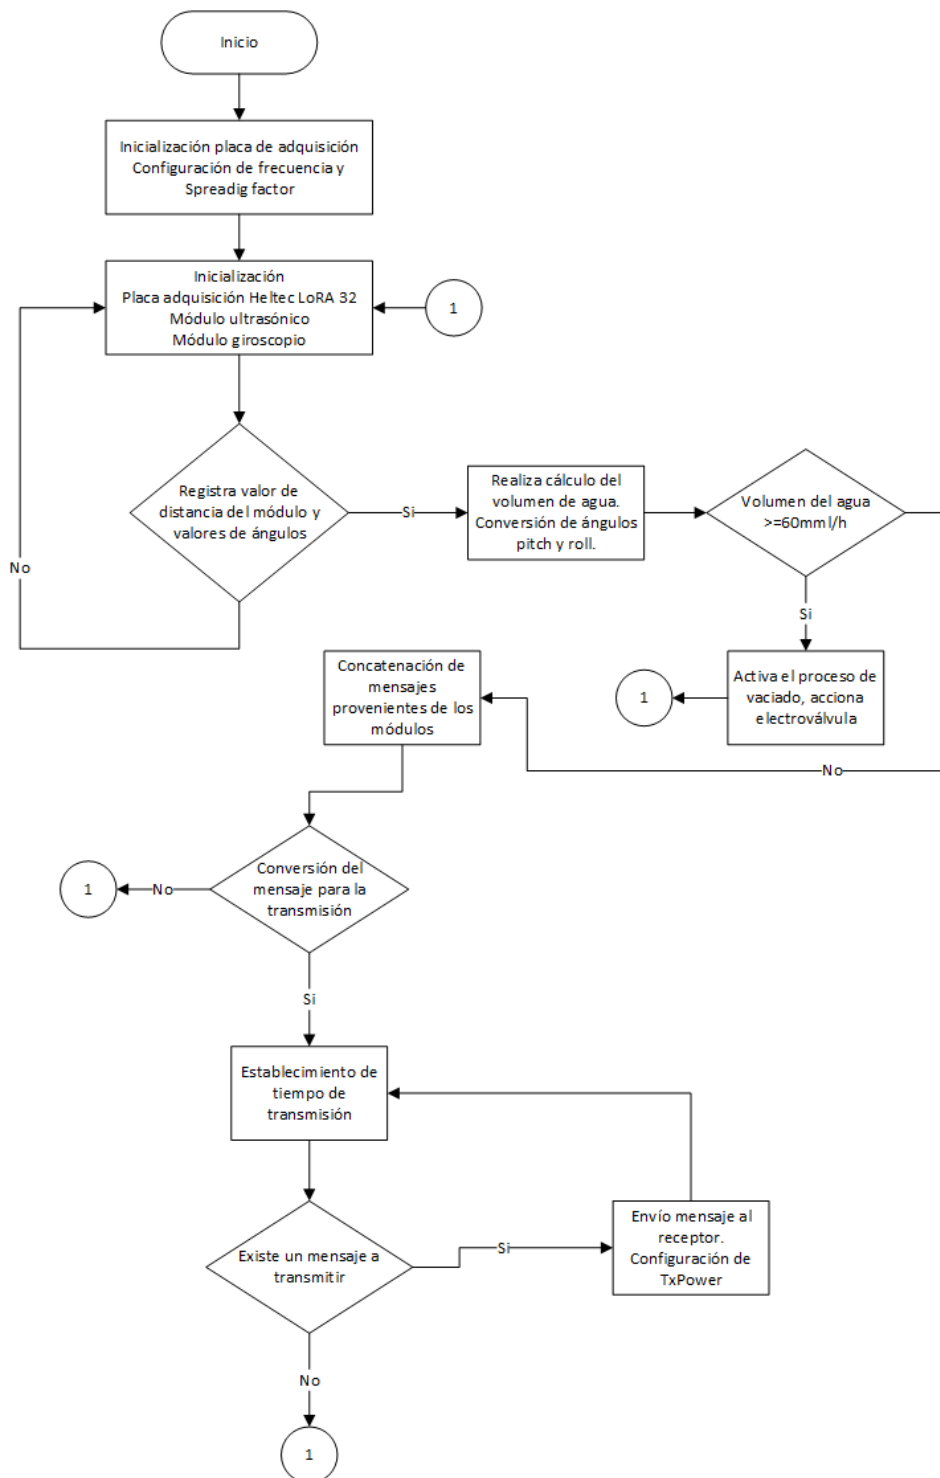 Inicio
Inicialización placa de adquisición
Configuración de frecuencia y
Spreadig factor
Inicialización
Placa adquisición Heltec LoRA 32
Módulo ultrasónico
Módulo giroscopio
1
Registra valor de
distancia del módulo y
valores de ángulos
Si
No
Realiza cálculo del
volumen de agua.
Conversión de ángulos
pitch y roll.
Volumen del agua
>=60mml/h
Si
Activa el proceso de
vaciado, acciona
electroválvula
1
No
Concatenación de
mensajes
provenientes de los
módulos
Conversión del
mensaje para la
transmisión
No
1
Si
Establecimiento de
tiempo de
transmisión
Existe un mensaje a
transmitir
Si
Envío mensaje al
receptor.
Configuración de
TxPower
No
1